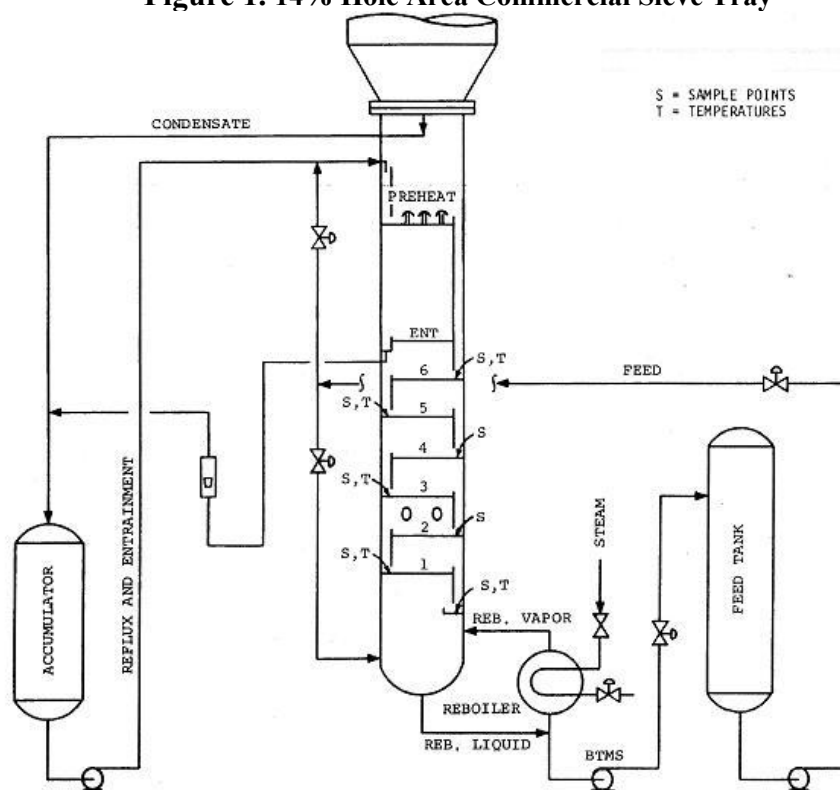 Figure 1. 14% Hole Area Commercial Sieve Tray
S = SAMPLE POINTS
T = TEMPERATURES
CONDENSATE
PREHEAT
ENT
S,T
6
FEED
S,T
5
S
4
S,T
3
S
2
S,T
1
S,T
REB. VAPOR
STEAM
FEED TANK
ACCUMULATOR
REFLUX AND ENTRAINMENT
REBOILER
REB. LIQUID
BTMS